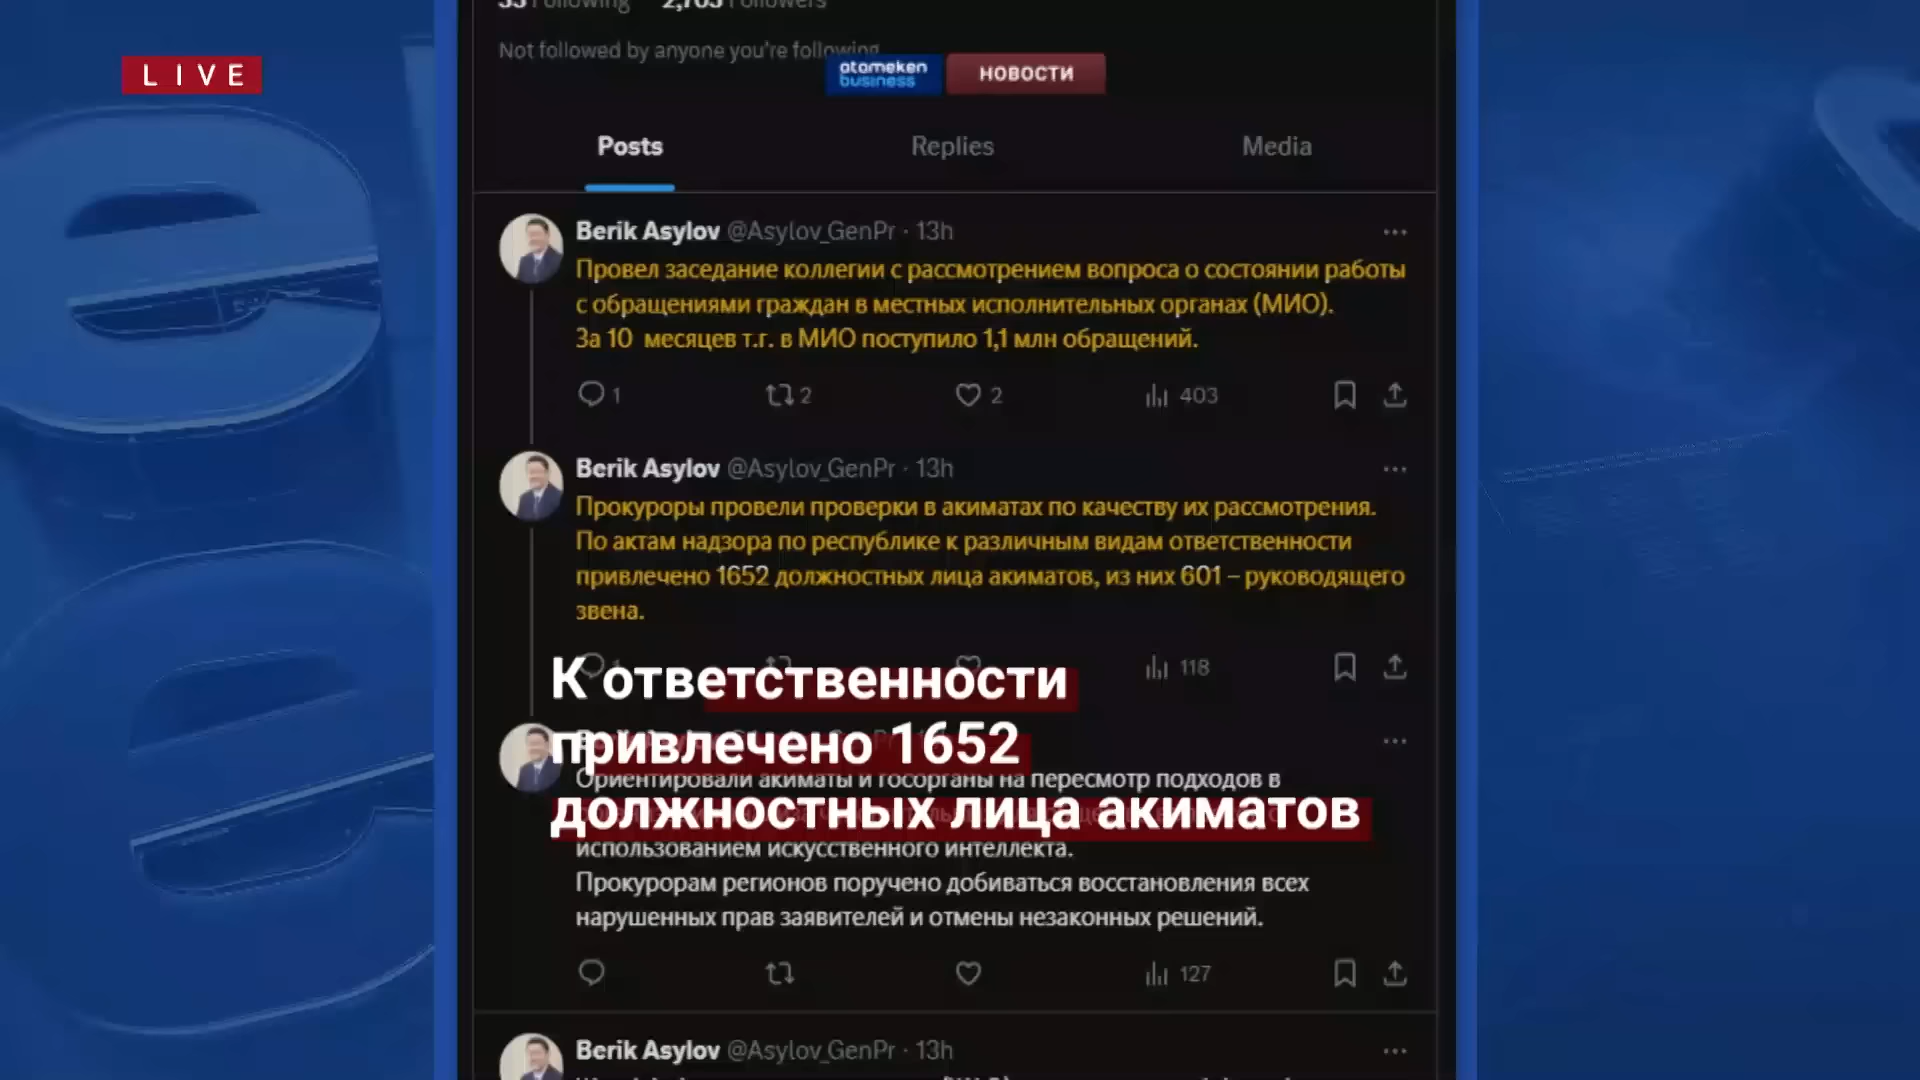 33 Following 2,703 Followers
Not followed by anyone you're following
LIVE
atameken
business
НОВОСТИ
Posts Replies Media
Berik Asylov @Asylov_GenPr · 13h
Провел заседание коллегии с рассмотрением вопроса о состоянии работы
с обращениями граждан в местных исполнительных органах (МИО).
За 10 месяцев т.г. в МИО поступило 1,1 млн обращений.
1 2 2 403
Berik Asylov @Asylov_GenPr · 13h
Прокуроры провели проверки в акиматах по качеству их рассмотрения.
По актам надзора по республике к различным видам ответственности
привлечено 1652 должностных лица акиматов, из них 601 – руководящего
звена.
118
К ответственности
привлечено 1652
должностных лица акиматов
Ориентировали акиматы и госорганы на пересмотр подходов в
использованием искусственного интеллекта.
Прокурорам регионов поручено добиваться восстановления всех
нарушенных прав заявителей и отмены незаконных решений.
127
Berik Asylov @Asylov_GenPr · 13h